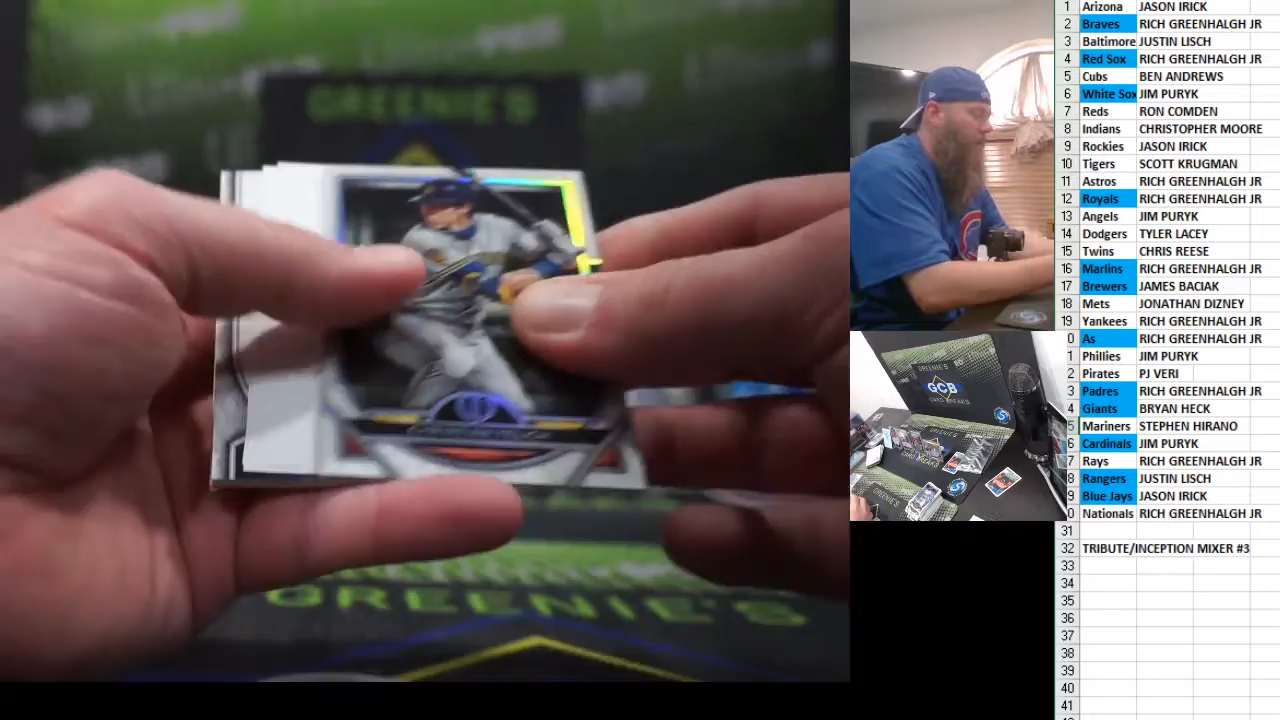 GREENIE'S
GREENIE'S
1 Arizona JASON IRICK
2 Braves RICH GREENHALGH JR
3 Baltimore JUSTIN LISCH
4 Red Sox RICH GREENHALGH JR
5 Cubs BEN ANDREWS
6 White Sox JIM PURYK
7 Reds RON COMDEN
8 Indians CHRISTOPHER MOORE
9 Rockies JASON IRICK
10 Tigers SCOTT KRUGMAN
11 Astros RICH GREENHALGH JR
12 Royals RICH GREENHALGH JR
13 Angels JIM PURYK
14 Dodgers TYLER LACEY
15 Twins CHRIS REESE
16 Marlins RICH GREENHALGH JR
17 Brewers JAMES BACIAK
18 Mets JONATHAN DIZNEY
19 Yankees RICH GREENHALGH JR
0 As RICH GREENHALGH JR
1 Phillies JIM PURYK
2 Pirates PJ VERI
3 Padres RICH GREENHALGH JR
4 Giants BRYAN HECK
5 Mariners STEPHEN HIRANO
6 Cardinals JIM PURYK
7 Rays RICH GREENHALGH JR
8 Rangers JUSTIN LISCH
9 Blue Jays JASON IRICK
0 Nationals RICH GREENHALGH JR
31
32 TRIBUTE/INCEPTION MIXER #3
33
34
35
36
37
38
39
40
41
GREENIE'S
GCB
CARD BREAKS
GREENIE'S
CARD BREAKS
GREENIE'S